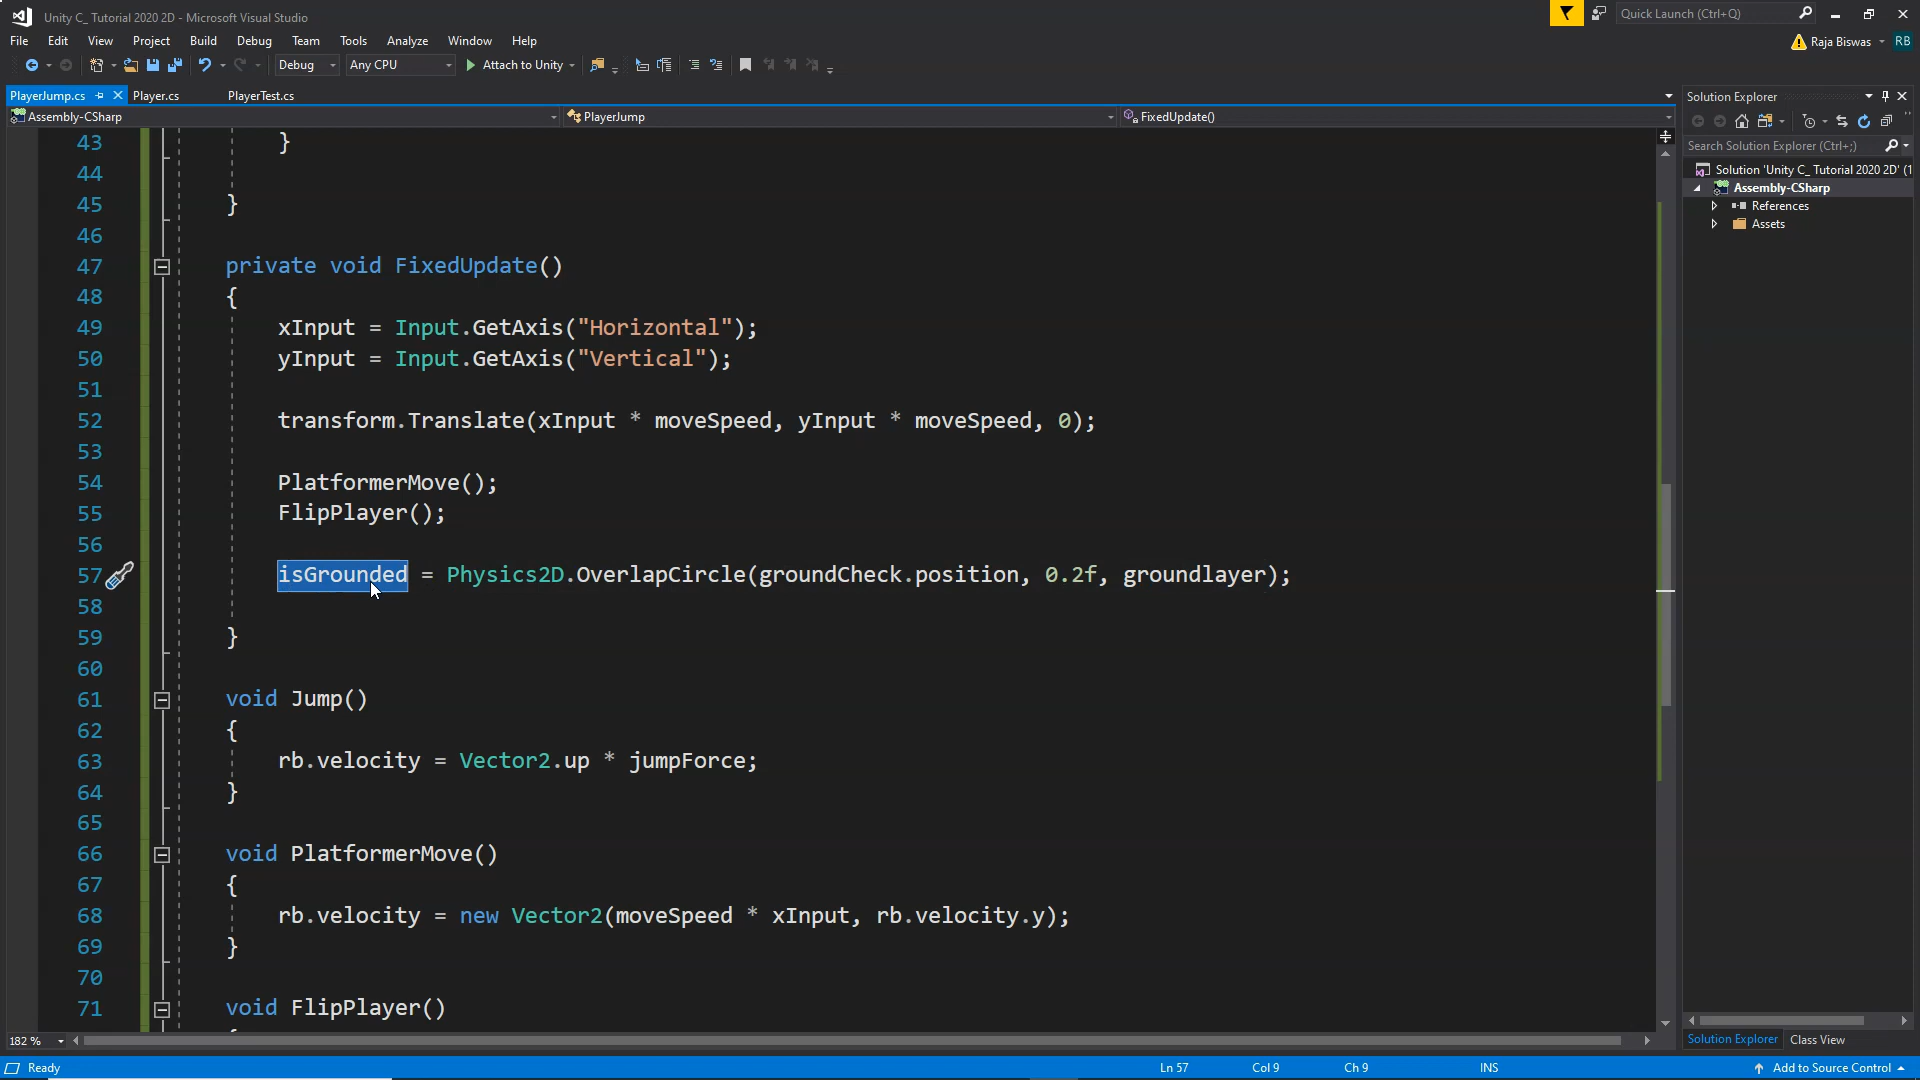 Unity C_ Tutorial 2020 2D - Microsoft Visual Studio
Quick Launch (Ctrl+Q)
File Edit View Project Build Debug Team Tools Test Analyze Window Help
Raja Biswas RB
Debug Any CPU Attach to Unity
PlayerJump.cs Player.cs PlayerTest.cs
Assembly-CSharp PlayerJump FixedUpdate()
43 }
44
45 }
46
47 private void FixedUpdate()
48 {
49 xInput = Input.GetAxis("Horizontal");
50 yInput = Input.GetAxis("Vertical");
51
52 transform.Translate(xInput * moveSpeed, yInput * moveSpeed, 0);
53
54 PlatformerMove();
55 FlipPlayer();
56
57 isGrounded = Physics2D.OverlapCircle(groundCheck.position, 0.2f, groundlayer);
58
59 }
60
61 void Jump()
62 {
63 rb.velocity = Vector2.up * jumpForce;
64 }
65
66 void PlatformerMove()
67 {
68 rb.velocity = new Vector2(moveSpeed * xInput, rb.velocity.y);
69 }
70
71 void FlipPlayer()
182 %
Solution Explorer
Search Solution Explorer (Ctrl+;)
Solution 'Unity C_ Tutorial 2020 2D' (1
Assembly-CSharp
References
Assets
Solution Explorer Class View
Ready Ln 57 Col 9 Ch 9 INS Add to Source Control